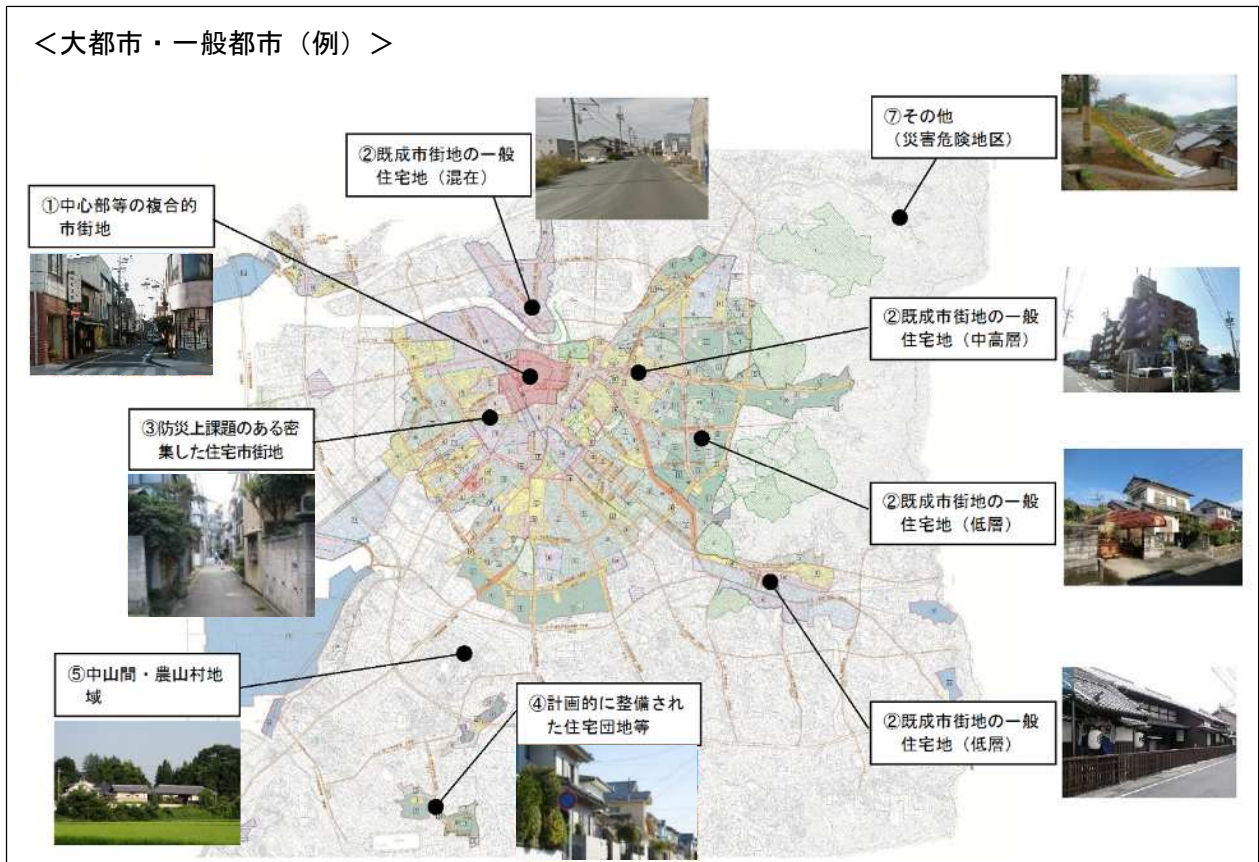 ＜大都市・一般都市（例）＞
②既成市街地の一般
住宅地（混在）
⑦その他
（災害危険地区）
①中心部等の複合的
市街地
②既成市街地の一般
住宅地（中高層）
③防災上課題のある密
集した住宅市街地
②既成市街地の一般
住宅地（低層）
⑤中山間・農山村地
域
④計画的に整備され
た住宅団地等
②既成市街地の一般
住宅地（低層）